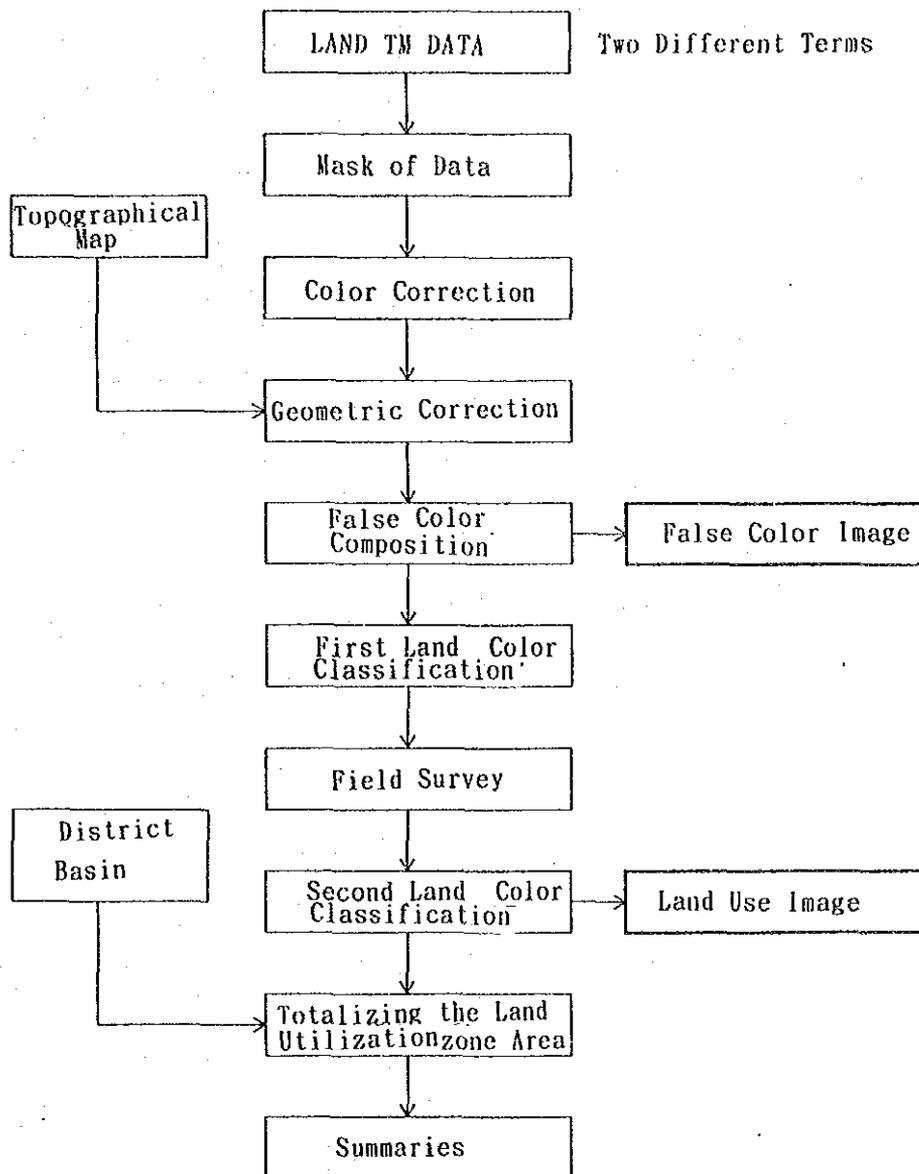 LAND TM DATA
Two Different Terms
Mask of Data
Topographical
Map
Color Correction
Geometric Correction
False Color
Composition
False Color Image
First Land Color
Classification
Field Survey
District
Basin
Second Land Color
Classification
Land Use Image
Totalizing the Land
Utilization zone Area
Summaries